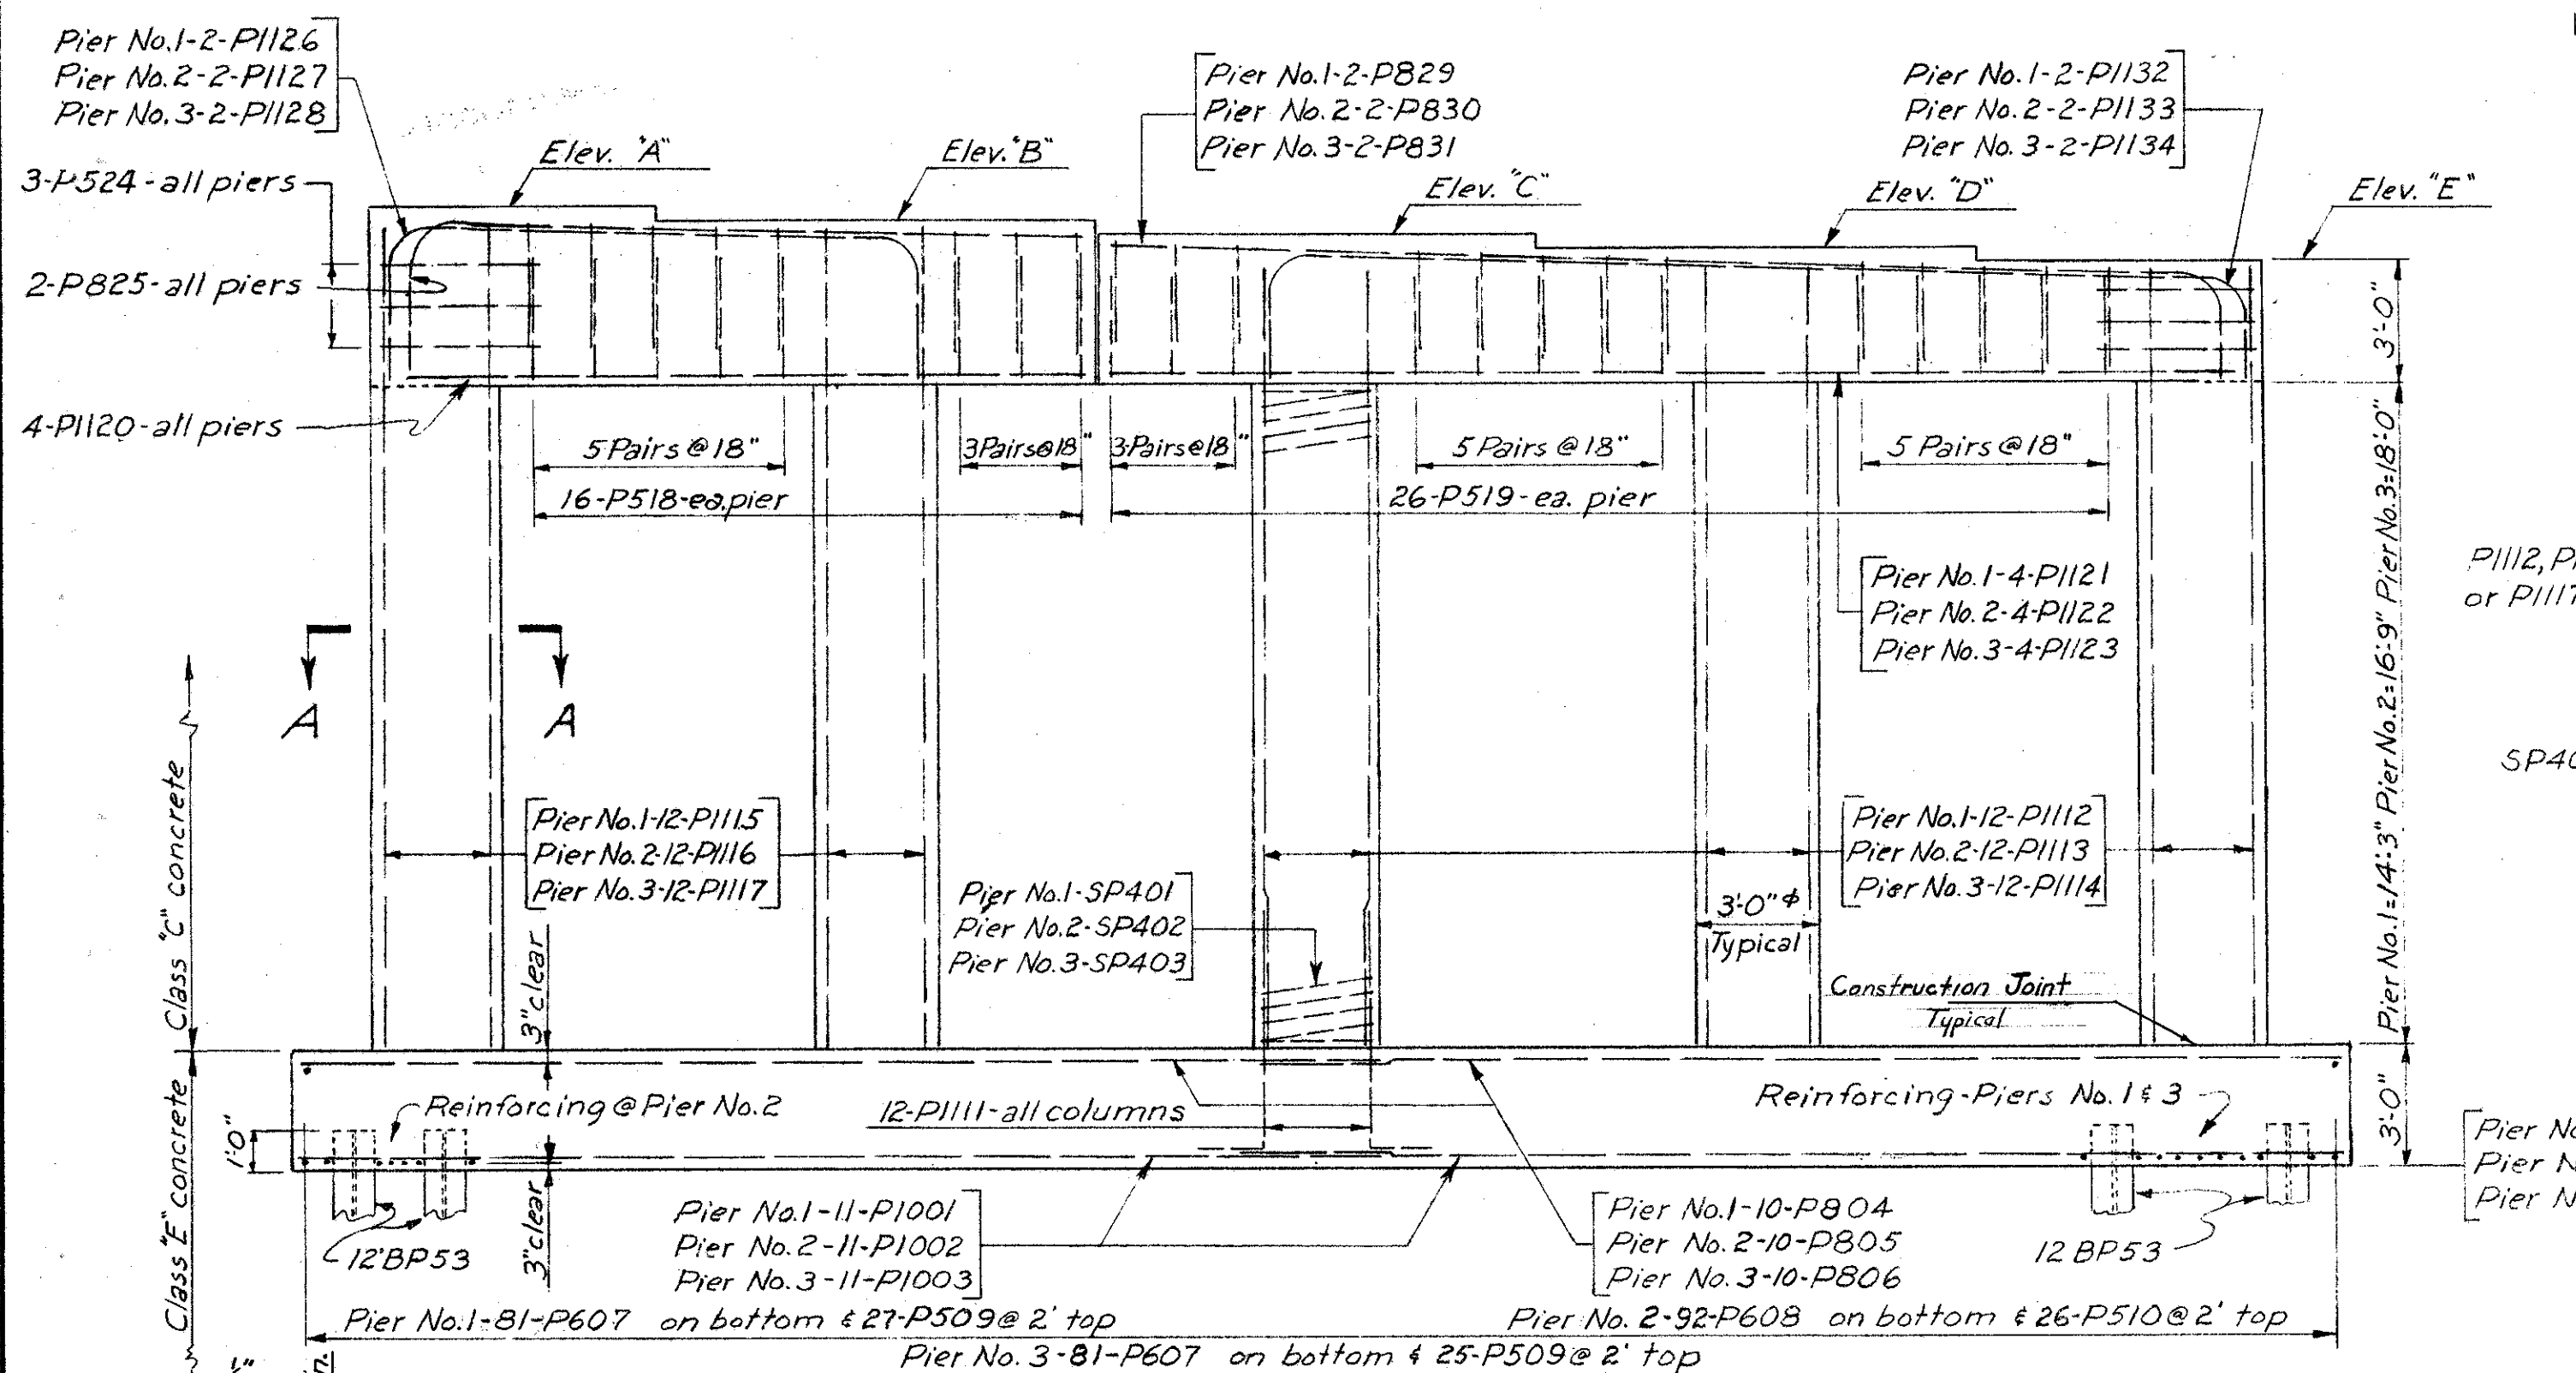 Pier No.1-2-P1126
Pier No.2-2-P1127
Pier No.3-2-P1128
3-P524-all piers
2-P825-all piers
4-P1120-all piers
Elev. "A"
Elev. "B"
Pier No.1-2-P829
Pier No.2-2-P830
Pier No.3-2-P831
Elev. "C"
Pier No.1-2-P1132
Pier No.2-2-P1133
Pier No.3-2-P1134
Elev. "D"
Elev. "E"
3'-0"
5 Pairs @ 18"
3 Pairs @ 18"
3 Pairs @ 18"
5 Pairs @ 18"
5 Pairs @ 18"
16-P518-ea. pier
26-P519-ea. pier
Pier No.1-4-P1121
Pier No.2-4-P1122
Pier No.3-4-P1123
P1112,
or P1117
A A
Pier No.1=14'-3" Pier No.2=16'-9" Pier No.3=18'-0"
Class "C" concrete
Pier No.1-12-P1115
Pier No.2-12-P1116
Pier No.3-12-P1117
Pier No.1-SP401
Pier No.2-SP402
Pier No.3-SP403
Pier No.1-12-P1112
Pier No.2-12-P1113
Pier No.3-12-P1114
3'-0" ϕ
Typical
Construction Joint
Typical
3" clear
Class "E" concrete
1'-0"
Reinforcing @ Pier No.2
12-P1111-all columns
Reinforcing-Piers No. 1 & 3
3'-0"
12 BP53
3" clear
Pier No.1-11-P1001
Pier No.2-11-P1002
Pier No.3-11-P1003
Pier No.1-10-P804
Pier No.2-10-P805
Pier No.3-10-P806
12 BP53
Pier
Pier
Pier
Pier No.1-81-P607 on bottom & 27-P509 @ 2' top
Pier No. 2-92-P608 on bottom & 26-P510 @ 2' top
Pier No. 3-81-P607 on bottom & 25-P509 @ 2' top